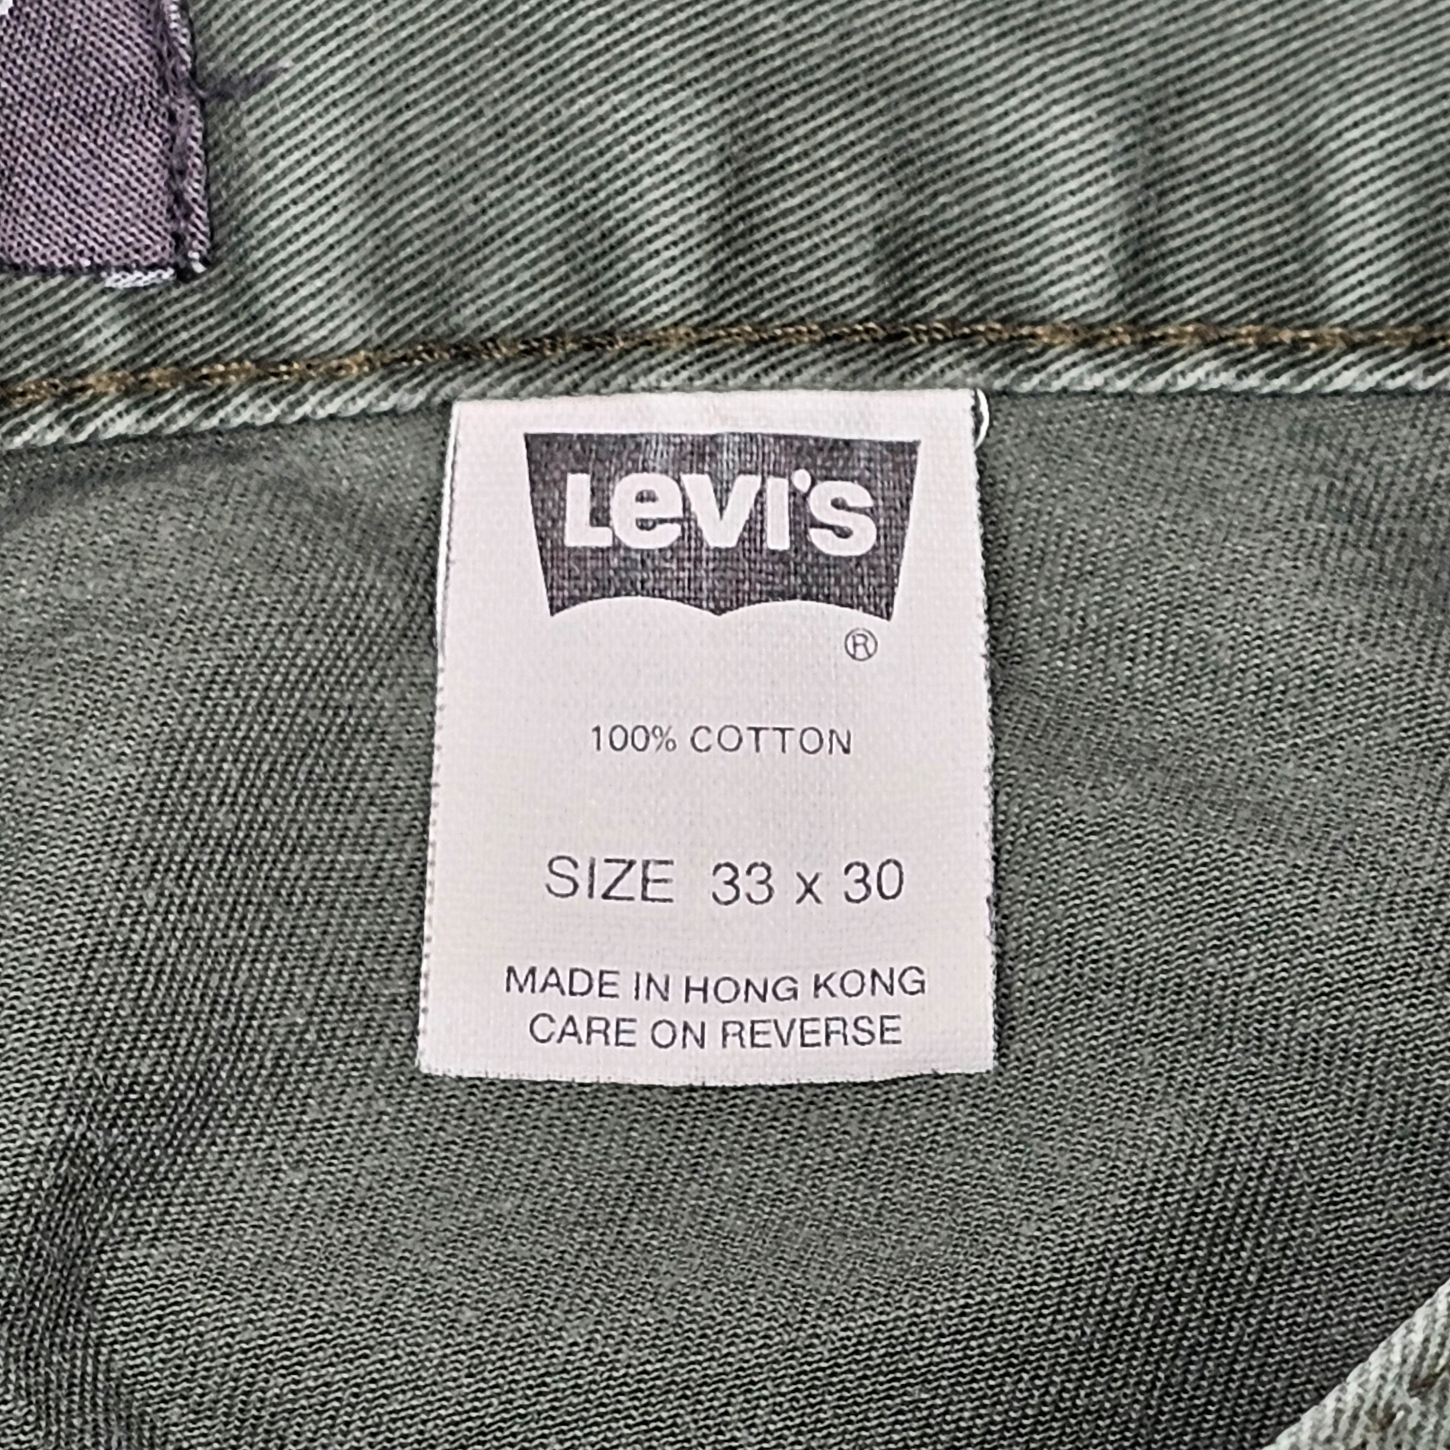 Levi's
®
100% COTTON
SIZE 33 x 30
MADE IN HONG KONG
CARE ON REVERSE